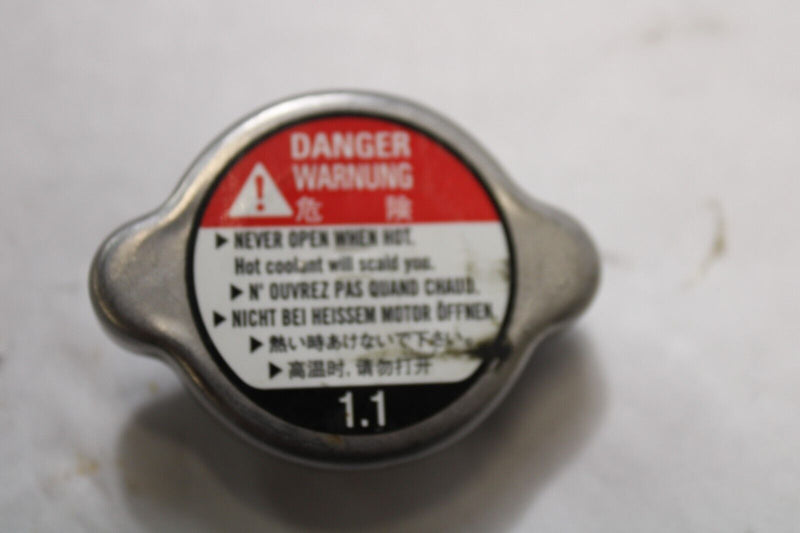 DANGER
WARNUNG
危 険
NEVER OPEN WHEN HOT.
Hot coolant will scald you.
N' OUVREZ PAS QUAND CHAUD.
NICHT BEI HEISSEM MOTOR ÖFFNEN
熱い時あけないで下さい。
高温时,请勿打开
1.1